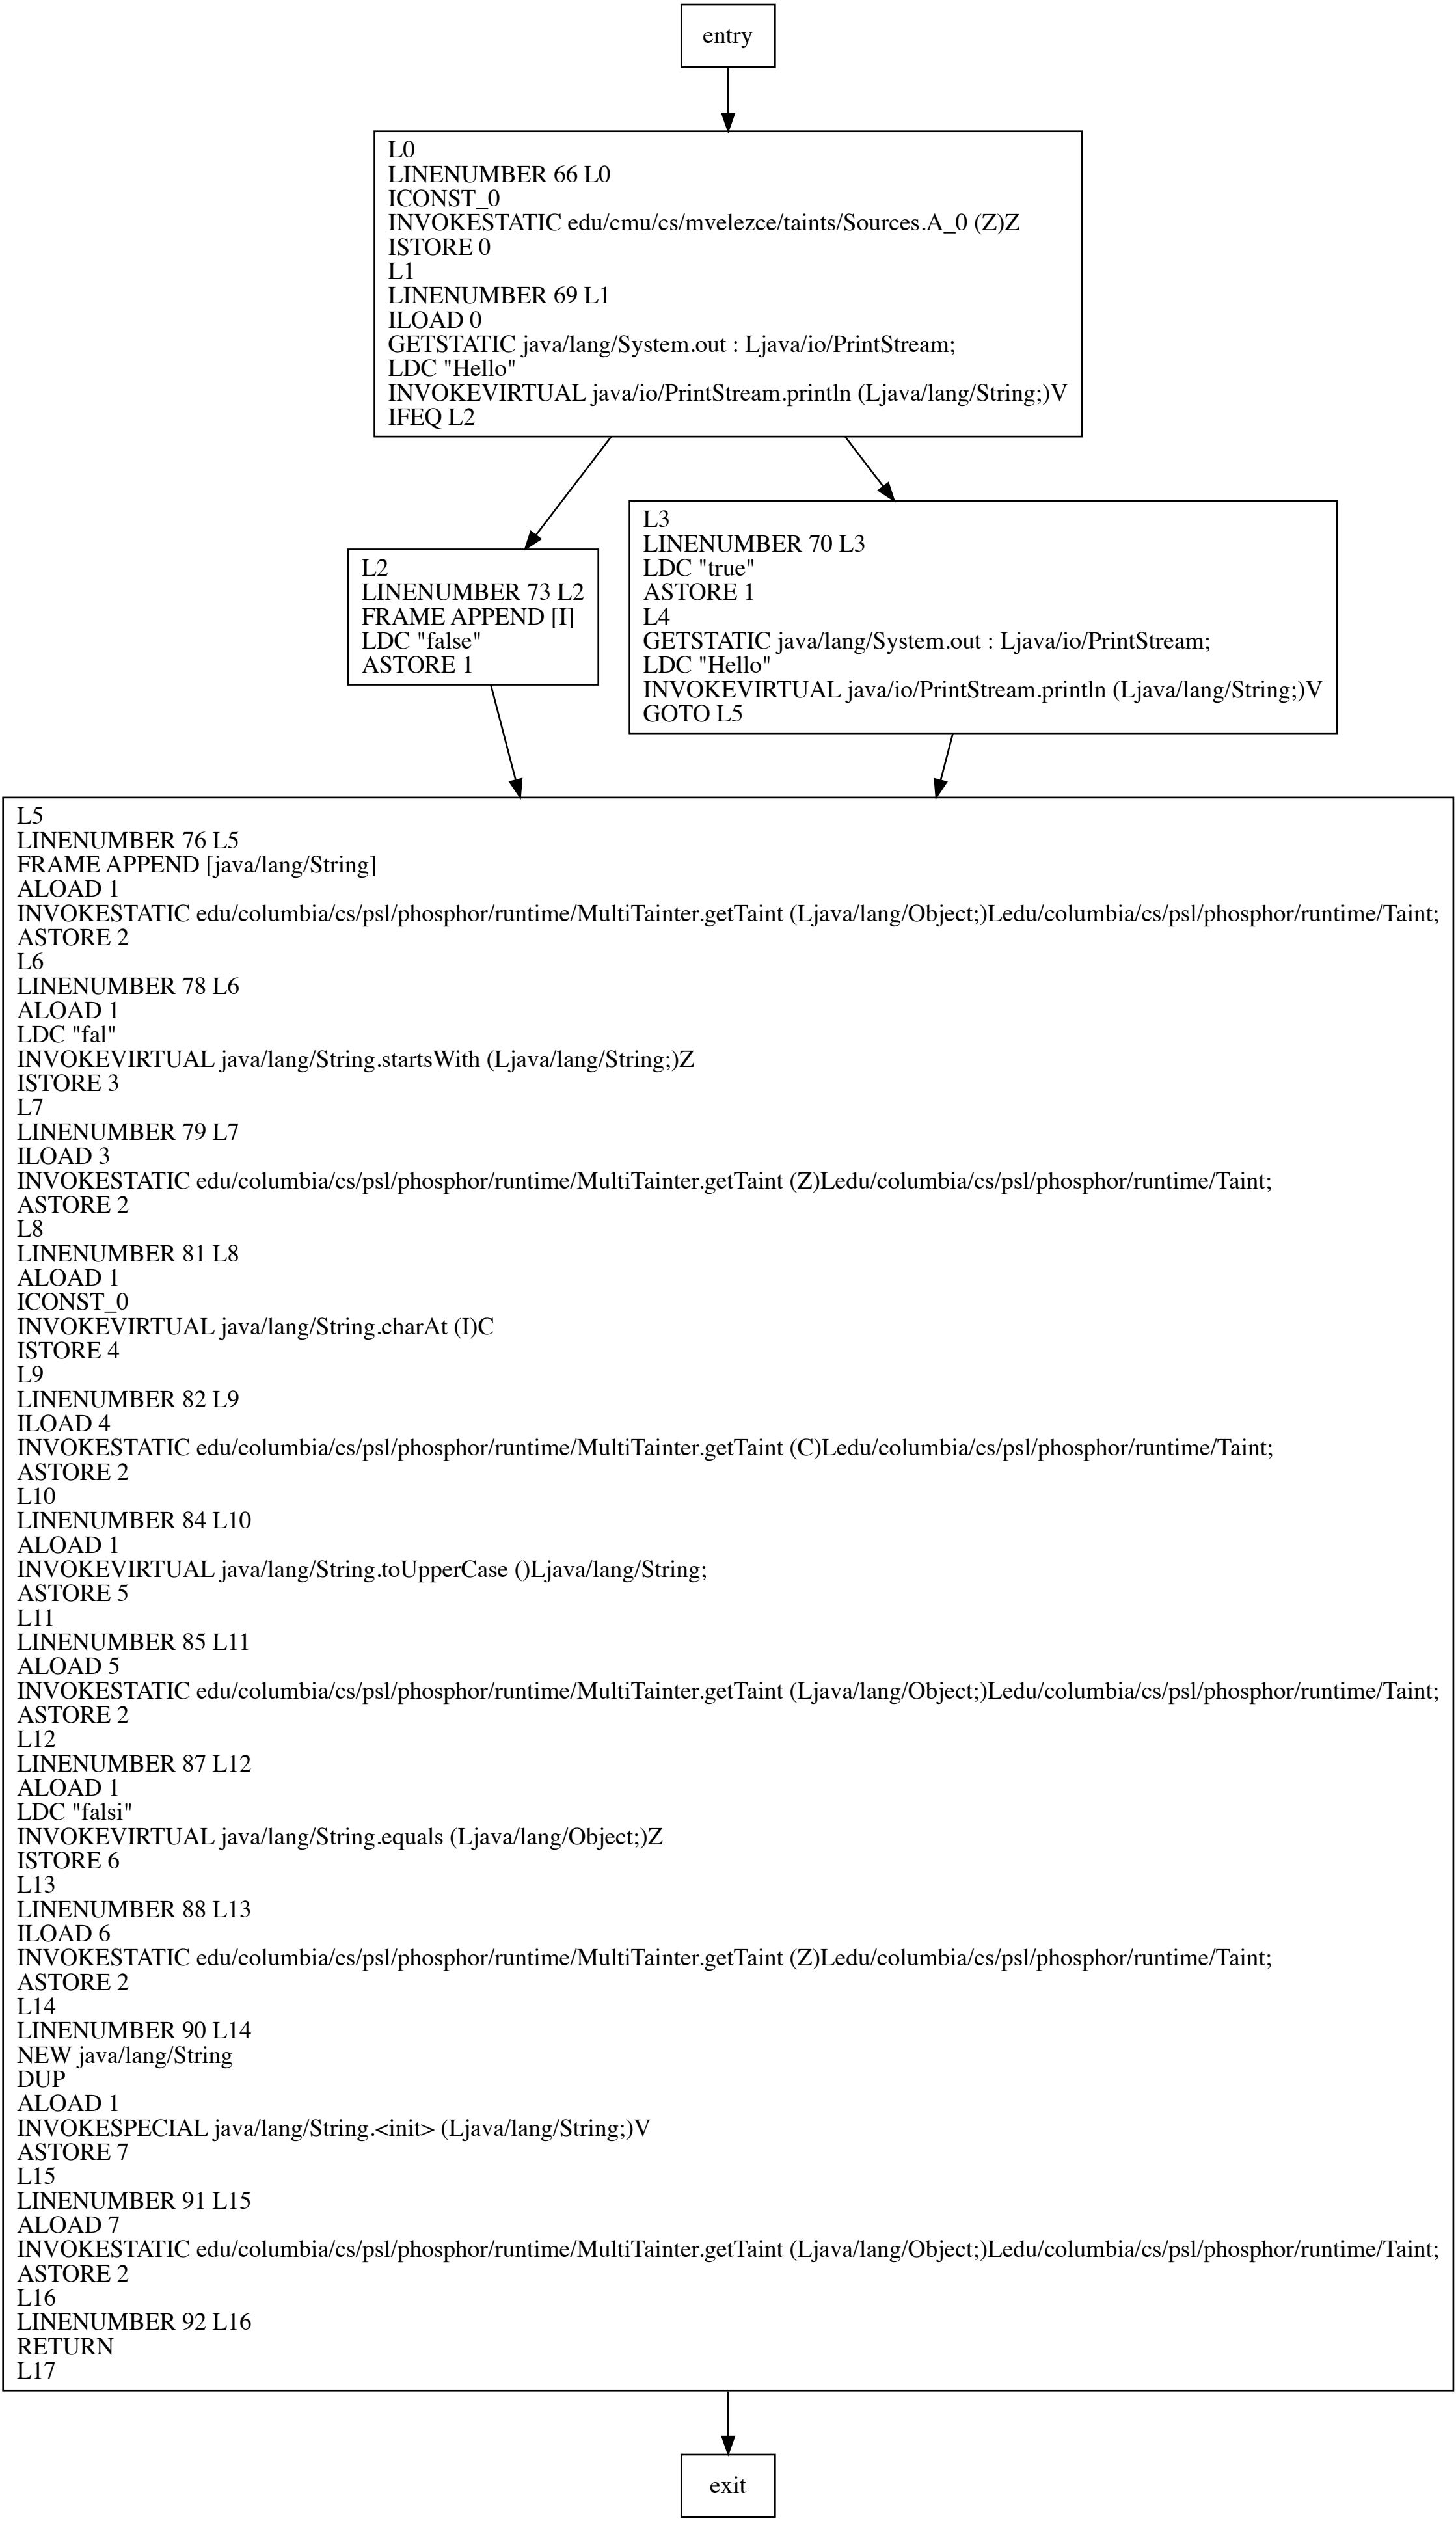 entry
L0
LINENUMBER 66 L0
ICONST_0
INVOKESTATIC edu/cmu/cs/mvelezce/taints/Sources.A_0 (Z)Z
ISTORE 0
L1
LINENUMBER 69 L1
ILOAD 0
GETSTATIC java/lang/System.out : Ljava/io/PrintStream;
LDC "Hello"
INVOKEVIRTUAL java/io/PrintStream.println (Ljava/lang/String;)V
IFEQ L2
L2
LINENUMBER 73 L2
FRAME APPEND [I]
LDC "false"
ASTORE 1
L3
LINENUMBER 70 L3
LDC "true"
ASTORE 1
L4
GETSTATIC java/lang/System.out : Ljava/io/PrintStream;
LDC "Hello"
INVOKEVIRTUAL java/io/PrintStream.println (Ljava/lang/String;)V
GOTO L5
L5
LINENUMBER 76 L5
FRAME APPEND [java/lang/String]
ALOAD 1
INVOKESTATIC edu/columbia/cs/psl/phosphor/runtime/MultiTainter.getTaint (Ljava/lang/Object;)Ledu/columbia/cs/psl/phosphor/runtime/Taint;
ASTORE 2
L6
LINENUMBER 78 L6
ALOAD 1
LDC "fal"
INVOKEVIRTUAL java/lang/String.startsWith (Ljava/lang/String;)Z
ISTORE 3
L7
LINENUMBER 79 L7
ILOAD 3
INVOKESTATIC edu/columbia/cs/psl/phosphor/runtime/MultiTainter.getTaint (Z)Ledu/columbia/cs/psl/phosphor/runtime/Taint;
ASTORE 2
L8
LINENUMBER 81 L8
ALOAD 1
ICONST_0
INVOKEVIRTUAL java/lang/String.charAt (I)C
ISTORE 4
L9
LINENUMBER 82 L9
ILOAD 4
INVOKESTATIC edu/columbia/cs/psl/phosphor/runtime/MultiTainter.getTaint (C)Ledu/columbia/cs/psl/phosphor/runtime/Taint;
ASTORE 2
L10
LINENUMBER 84 L10
ALOAD 1
INVOKEVIRTUAL java/lang/String.toUpperCase ()Ljava/lang/String;
ASTORE 5
L11
LINENUMBER 85 L11
ALOAD 5
INVOKESTATIC edu/columbia/cs/psl/phosphor/runtime/MultiTainter.getTaint (Ljava/lang/Object;)Ledu/columbia/cs/psl/phosphor/runtime/Taint;
ASTORE 2
L12
LINENUMBER 87 L12
ALOAD 1
LDC "falsi"
INVOKEVIRTUAL java/lang/String.equals (Ljava/lang/Object;)Z
ISTORE 6
L13
LINENUMBER 88 L13
ILOAD 6
INVOKESTATIC edu/columbia/cs/psl/phosphor/runtime/MultiTainter.getTaint (Z)Ledu/columbia/cs/psl/phosphor/runtime/Taint;
ASTORE 2
L14
LINENUMBER 90 L14
NEW java/lang/String
DUP
ALOAD 1
INVOKESPECIAL java/lang/String.<init> (Ljava/lang/String;)V
ASTORE 7
L15
LINENUMBER 91 L15
ALOAD 7
INVOKESTATIC edu/columbia/cs/psl/phosphor/runtime/MultiTainter.getTaint (Ljava/lang/Object;)Ledu/columbia/cs/psl/phosphor/runtime/Taint;
ASTORE 2
L16
LINENUMBER 92 L16
RETURN
L17
exit